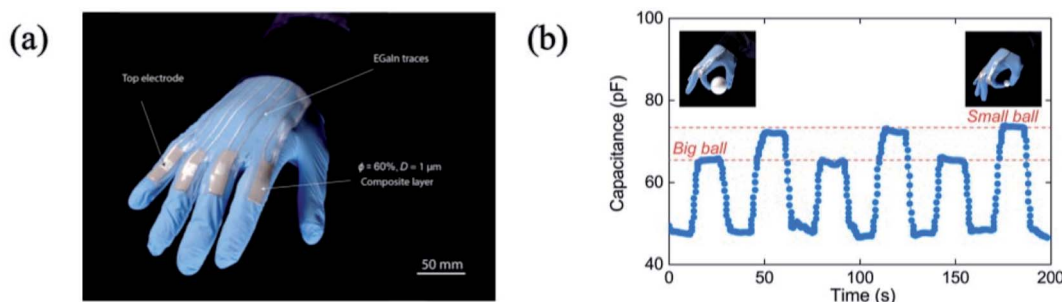 (a)
EGaIn traces
Top electrode
ϕ = 60%, D = 1 µm
Composite layer
50 mm
(b)
100
80
60
40
Capacitance (pF)
Small ball
Big ball
0
50
100
150
200
Time (s)